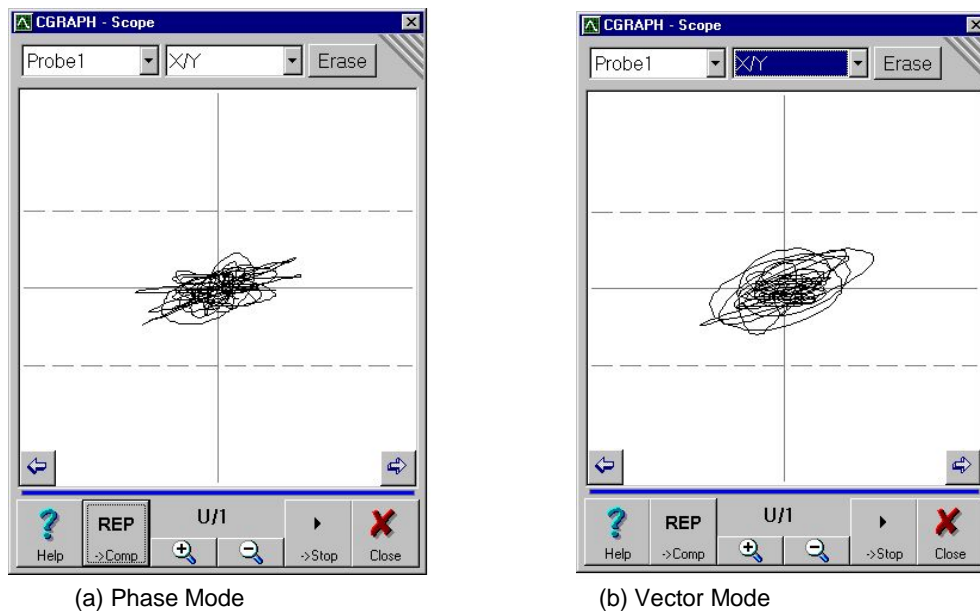 CGRAPH - Scope
Probe1 X/Y Erase
REP U/1
Help ->Comp ->Stop Close
(a) Phase Mode
CGRAPH - Scope
Probe1 X/Y Erase
REP U/1
Help ->Comp ->Stop Close
(b) Vector Mode